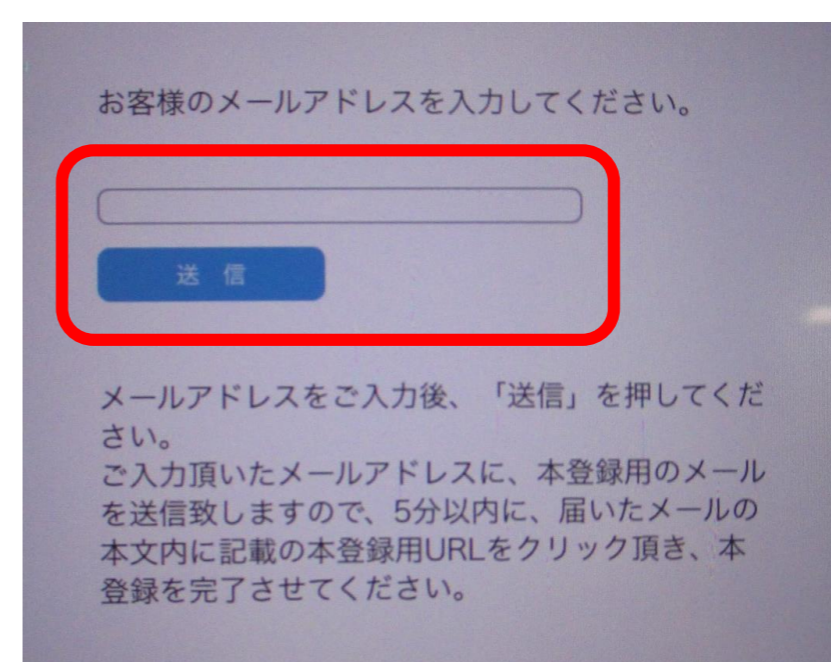 お客様のメールアドレスを入力してください。
送 信
メールアドレスをご入力後、「送信」を押してくだ
さい。
ご入力頂いたメールアドレスに、本登録用のメール
を送信致しますので、5分以内に、届いたメールの
本文内に記載の本登録用URLをクリック頂き、本
登録を完了させてください。